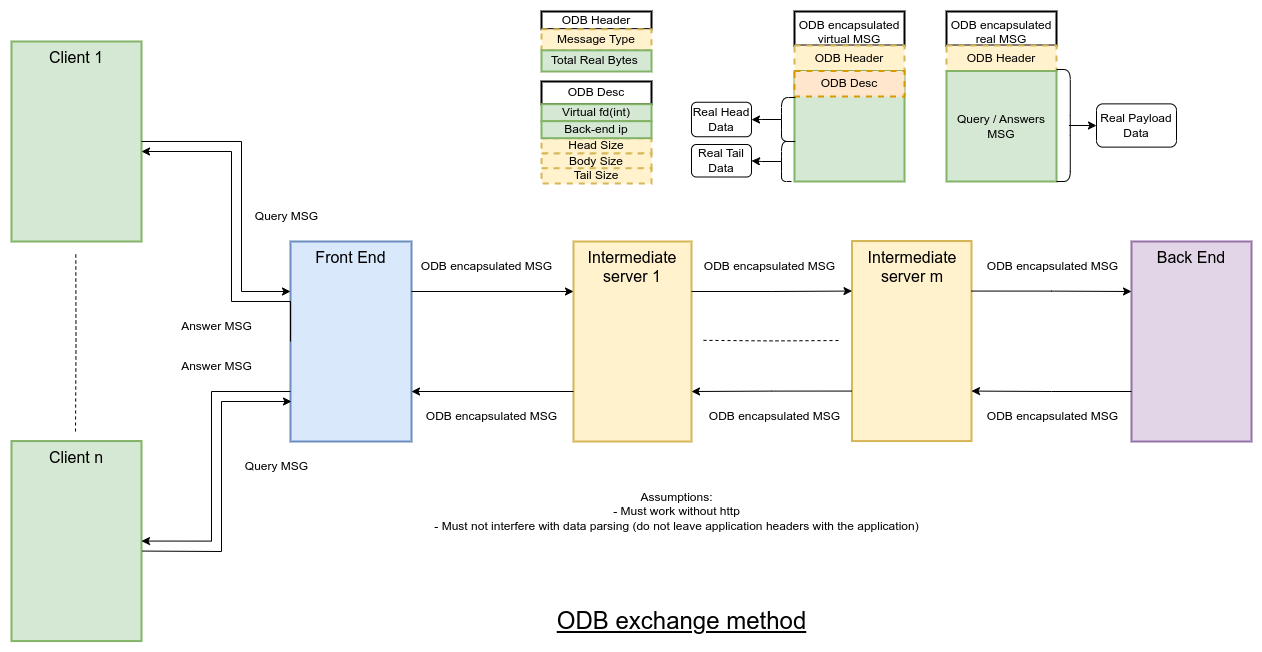 ODB Header
Message Type
Total Real Bytes
ODB Desc
Virtual fd(int)
Back-end ip
Head Size
Body Size
Tail Size
ODB encapsulated
virtual MSG
ODB Header
ODB Desc
Real Head
Data
Real Tail
Data
ODB encapsulated
real MSG
ODB Header
Query / Answers
MSG
Real Payload
Data
Client 1
Query MSG
Front End
ODB encapsulated MSG
Intermediate
server 1
ODB encapsulated MSG
Intermediate
server m
ODB encapsulated MSG
Back End
Answer MSG
Answer MSG
ODB encapsulated MSG
ODB encapsulated MSG
ODB encapsulated MSG
Client n
Query MSG
Assumptions:
- Must work without http
- Must not interfere with data parsing (do not leave application headers with the application)
ODB exchange method